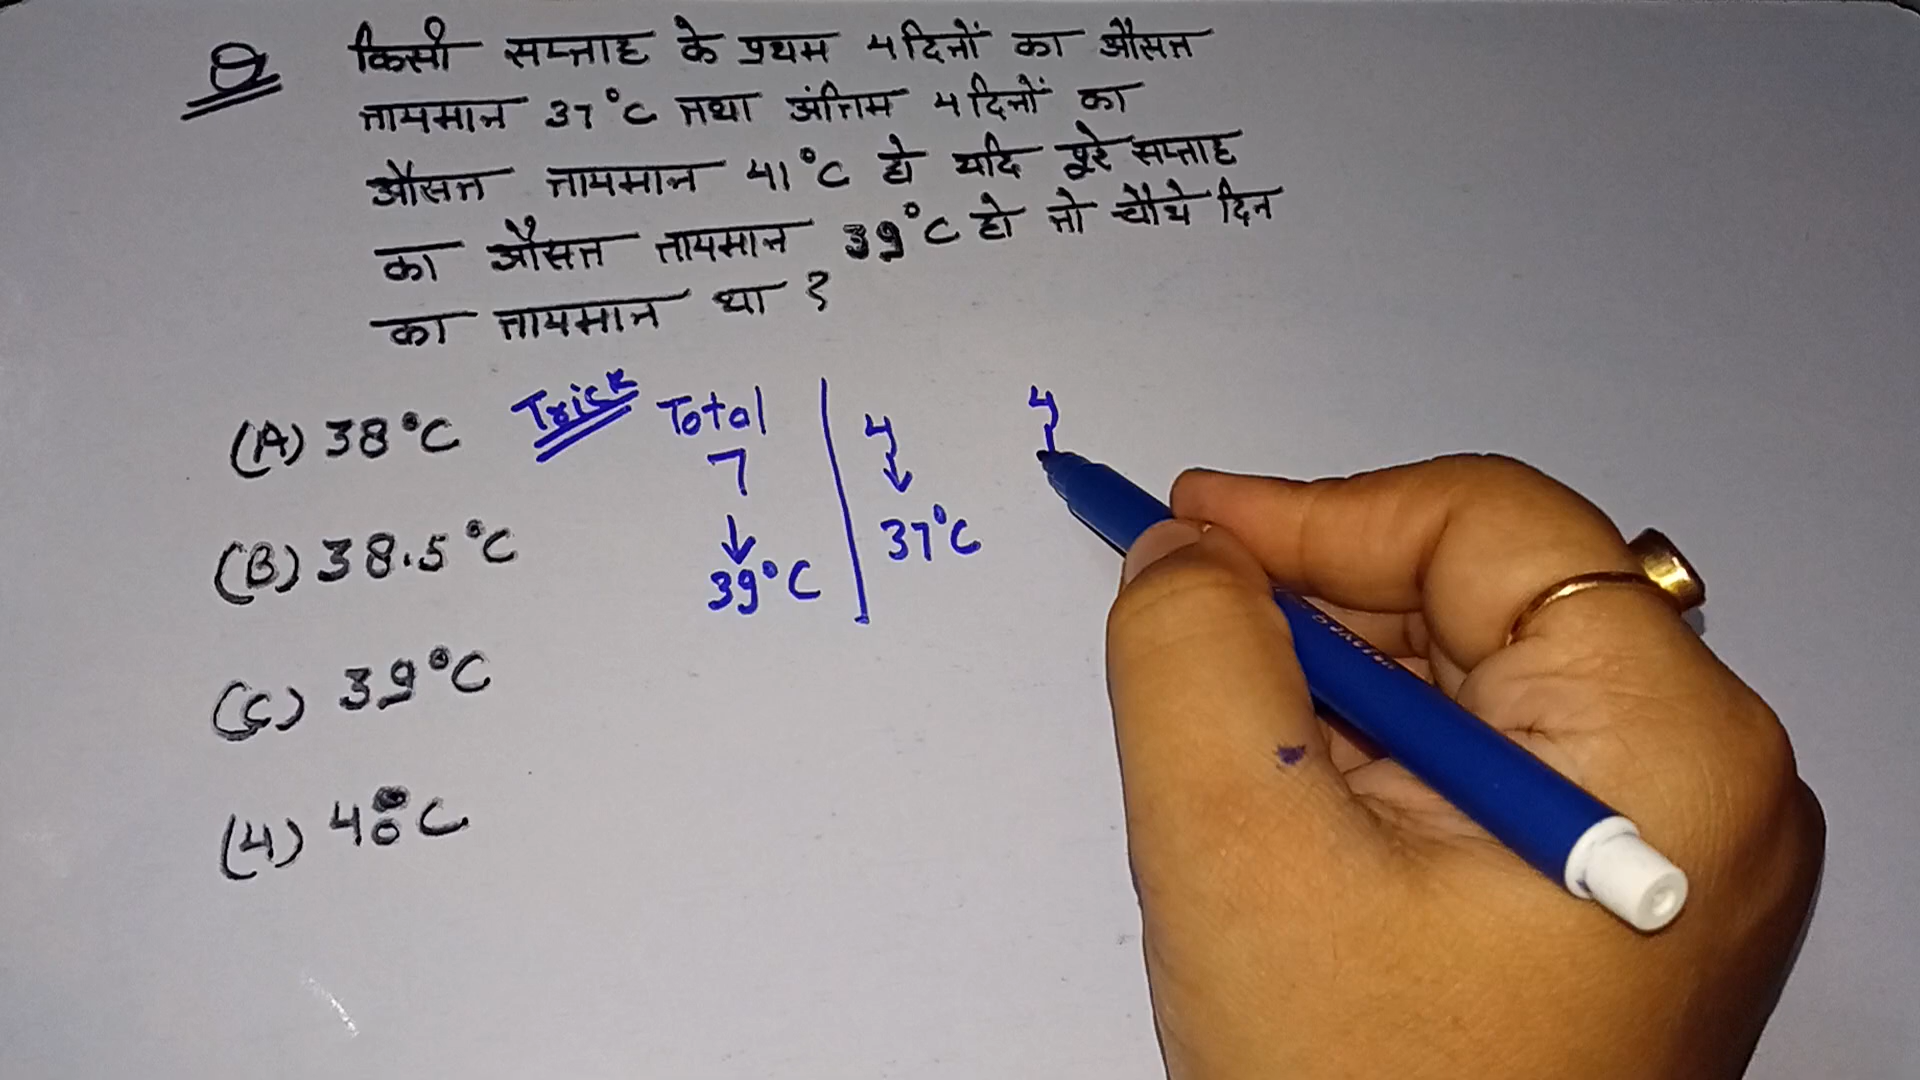 Q किसी सप्ताह के प्रथम 4 दिनों का औसत
तापमान 37°C तथा अंतिम 4 दिनों का
औसत तापमान 41°C हो यदि पूरे सप्ताह
का औसत तापमान 39°C हो तो चौथे दिन
का तापमान था ?
(A) 38°C
Trick
Total
7
↓
39°C
4
↓
37°C
4
(B) 38.5°C
(C) 39°C
(4) 40°C